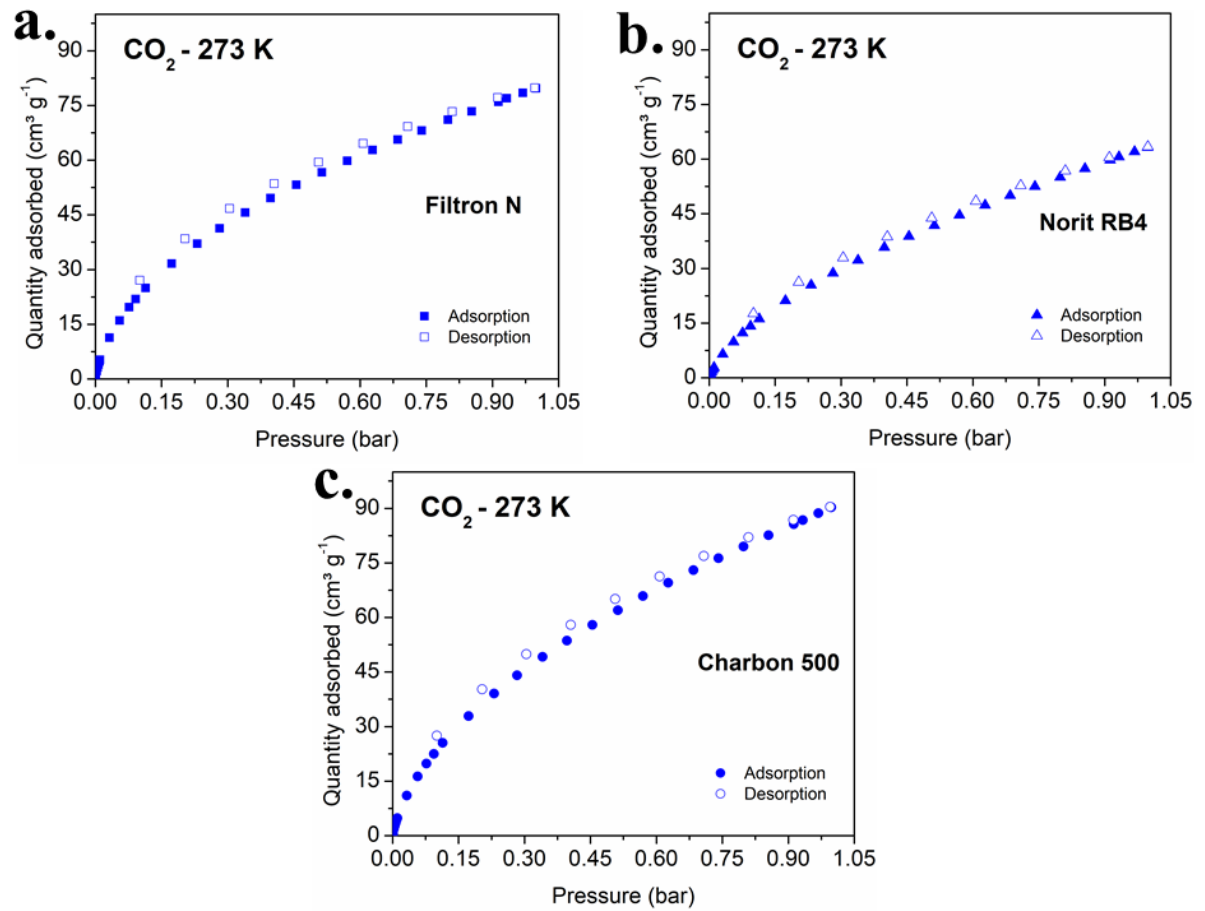 a.
CO₂ - 273 K
Quantity adsorbed (cm³ g⁻¹)
90
75
60
45
30
15
0
Filtron N
Adsorption
Desorption
0.00 0.15 0.30 0.45 0.60 0.75 0.90 1.05
Pressure (bar)
b.
CO₂ - 273 K
Quantity adsorbed (cm³ g⁻¹)
90
75
60
45
30
15
0
Norit RB4
Adsorption
Desorption
0.00 0.15 0.30 0.45 0.60 0.75 0.90 1.05
Pressure (bar)
c.
CO₂ - 273 K
Quantity adsorbed (cm³ g⁻¹)
90
75
60
45
30
15
0
Charbon 500
Adsorption
Desorption
0.00 0.15 0.30 0.45 0.60 0.75 0.90 1.05
Pressure (bar)